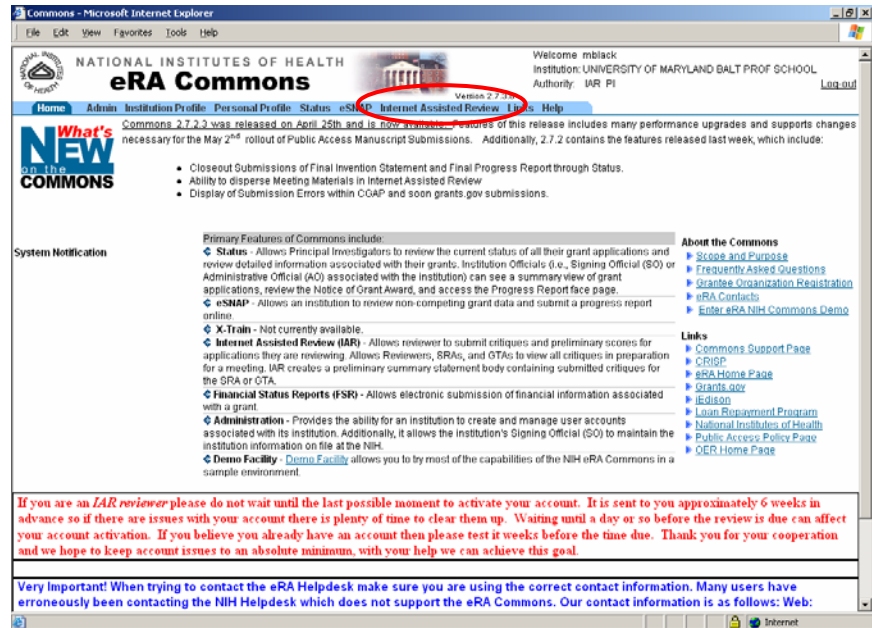 Commons - Microsoft Internet Explorer
File Edit View Favorites Tools Help
NATIONAL INSTITUTES OF HEALTH
eRA Commons
Version 2.7.3.6
Welcome mblack
Institution: UNIVERSITY OF MARYLAND BALT PROF SCHOOL
Authority: IAR PI
Log-out
Home Admin Institution Profile Personal Profile Status eSNAP Internet Assisted Review Links Help
What's
NEW
on the
COMMONS
Commons 2.7.2.3 was released on April 25th and is now available. Features of this release includes many performance upgrades and supports changes
necessary for the May 2nd rollout of Public Access Manuscript Submissions. Additionally, 2.7.2 contains the features released last week, which include:
• Closeout Submissions of Final Invention Statement and Final Progress Report through Status.
• Ability to disperse Meeting Materials in Internet Assisted Review
• Display of Submission Errors within CGAP and soon grants.gov submissions.
System Notification
Primary Features of Commons include:
Status - Allows Principal Investigators to review the current status of all their grant applications and
review detailed information associated with their grants. Institution Officials (i.e., Signing Official (SO) or
Administrative Official (AO) associated with the institution) can see a summary view of grant
applications, review the Notice of Grant Award, and access the Progress Report face page.
eSNAP - Allows an institution to review non-competing grant data and submit a progress report
online.
X-Train - Not currently available.
Internet Assisted Review (IAR) - Allows reviewer to submit critiques and preliminary scores for
applications they are reviewing. Allows Reviewers, SRAs, and GTAs to view all critiques in preparation
for a meeting. IAR creates a preliminary summary statement body containing submitted critiques for
the SRA or GTA.
Financial Status Reports (FSR) - Allows electronic submission of financial information associated
with a grant.
Administration - Provides the ability for an institution to create and manage user accounts
associated with its institution. Additionally, it allows the institution's Signing Official (SO) to maintain the
institution information on file at the NIH.
Demo Facility - Demo Facility allows you to try most of the capabilities of the NIH eRA Commons in a
sample environment.
About the Commons
Scope and Purpose
Frequently Asked Questions
Grantee Organization Registration
eRA Contacts
Enter eRA NIH Commons Demo
Links
Commons Support Page
CRISP
eRA Home Page
Grants.gov
iEdison
Loan Repayment Program
National Institutes of Health
Public Access Policy Page
OER Home Page
If you are an IAR reviewer please do not wait until the last possible moment to activate your account. It is sent to you approximately 6 weeks in
advance so if there are issues with your account there is plenty of time to clear them up. Waiting until a day or so before the review is due can affect
your account activation. If you believe you already have an account then please test it weeks before the time due. Thank you for your cooperation
and we hope to keep account issues to an absolute minimum, with your help we can achieve this goal.
Very Important! When trying to contact the eRA Helpdesk make sure you are using the correct contact information. Many users have
erroneously been contacting the NIH Helpdesk which does not support the eRA Commons. Our contact information is as follows: Web:
Internet